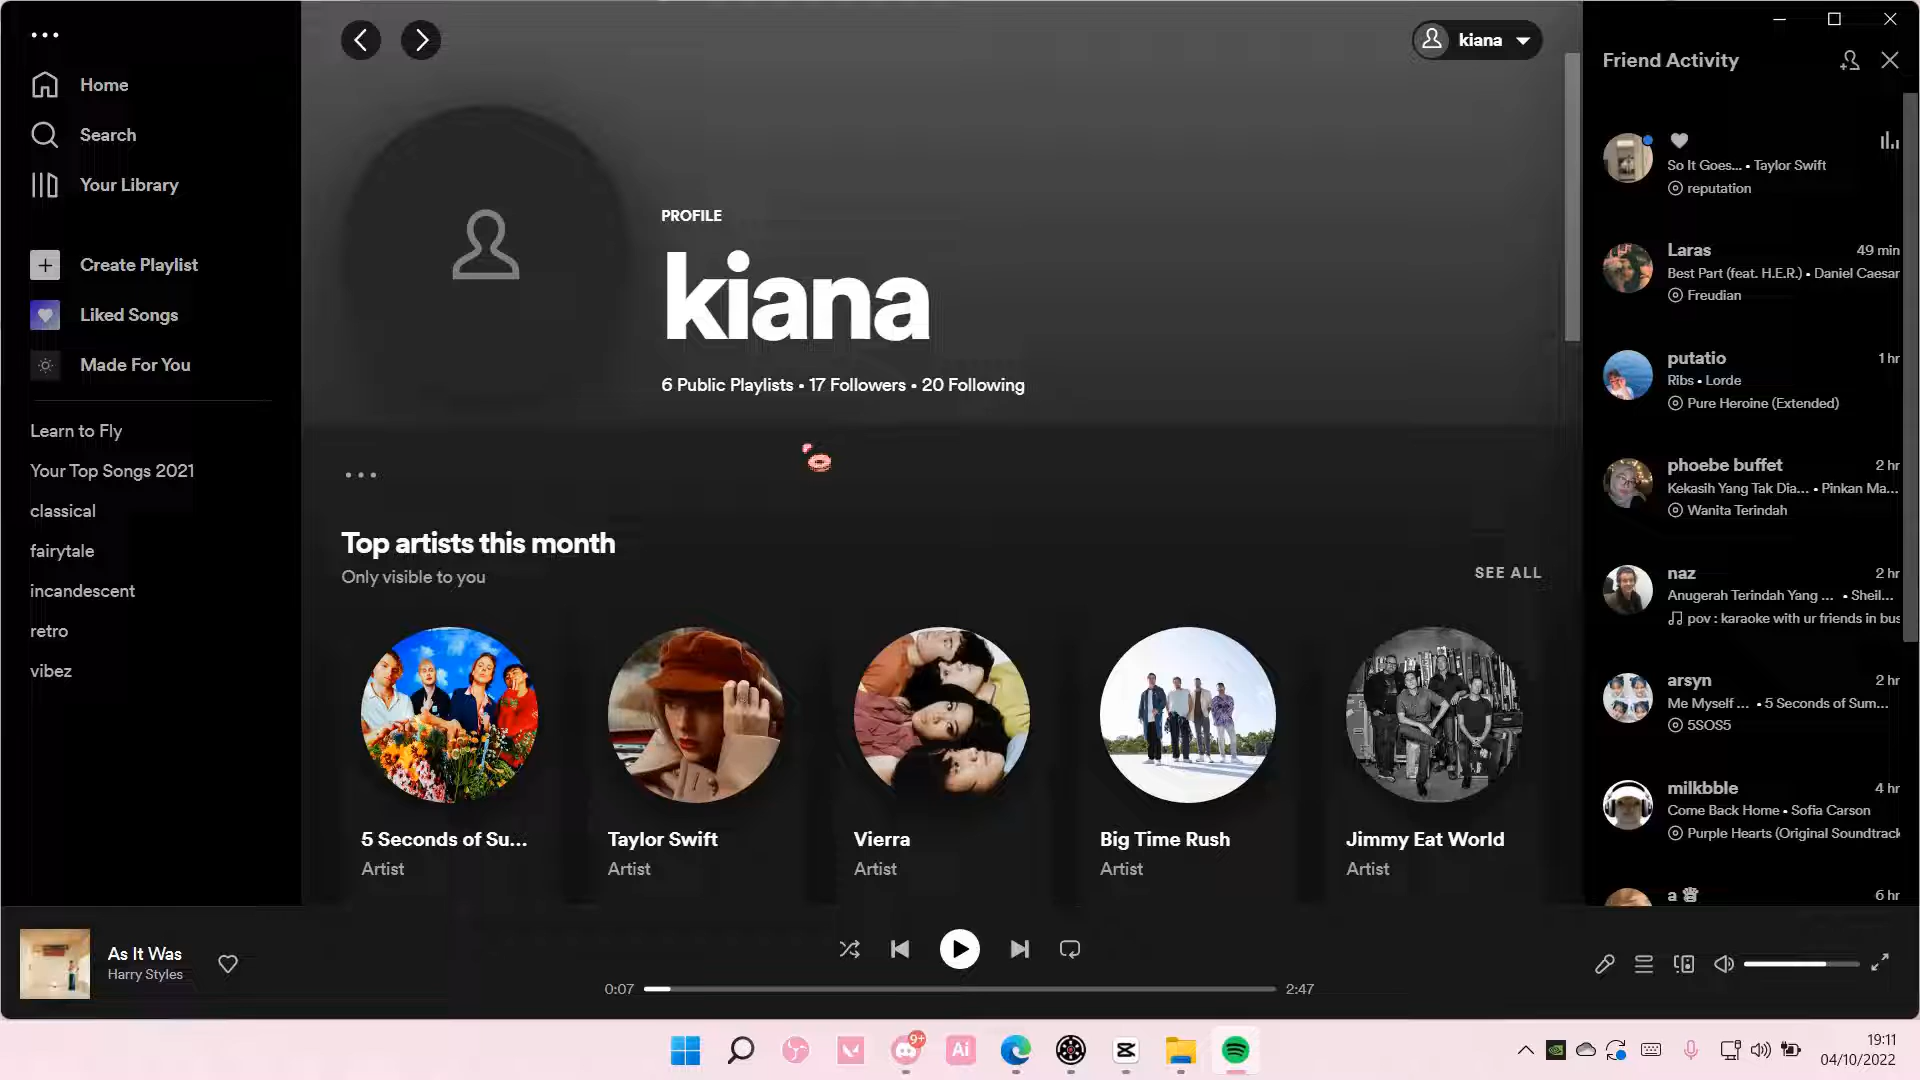 Home
Search
Your Library
Create Playlist
Liked Songs
Made For You
Learn to Fly
Your Top Songs 2021
classical
fairytale
incandescent
retro
vibez
kiana
PROFILE
kiana
6 Public Playlists • 17 Followers • 20 Following
Top artists this month
Only visible to you
SEE ALL
5 Seconds of Su...
Artist
Taylor Swift
Artist
Vierra
Artist
Big Time Rush
Artist
Jimmy Eat World
Artist
Friend Activity
So It Goes... • Taylor Swift
reputation
Laras 49 min
Best Part (feat. H.E.R.) • Daniel Caesar
Freudian
putatio 1 hr
Ribs • Lorde
Pure Heroine (Extended)
phoebe buffet 2 hr
Kekasih Yang Tak Dia... • Pinkan Ma...
Wanita Terindah
naz 2 hr
Anugerah Terindah Yang ... • Sheil...
pov : karaoke with ur friends in bus
arsyn 2 hr
Me Myself ... • 5 Seconds of Sum...
5SOS5
milkbble 4 hr
Come Back Home • Sofia Carson
Purple Hearts (Original Soundtrack
a 6 hr
As It Was
Harry Styles
0:07
2:47
9+
Ai
19:11
04/10/2022